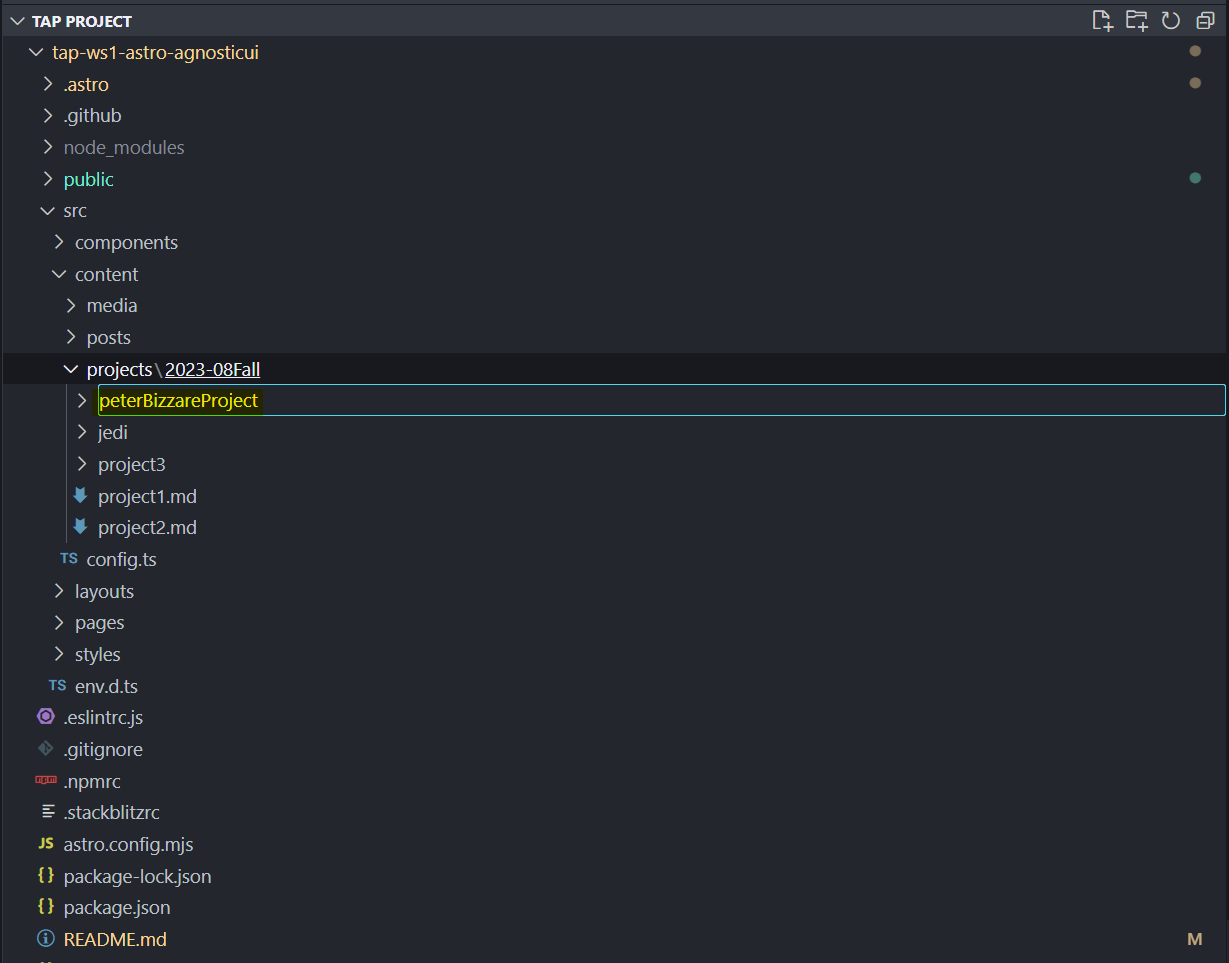 TAP PROJECT
tap-ws1-astro-agnosticui
.astro
.github
node_modules
public
src
components
content
media
posts
projects\2023-08Fall
peterBizzareProject
jedi
project3
project1.md
project2.md
TS config.ts
layouts
pages
styles
TS env.d.ts
.eslintrc.js
.gitignore
npm .npmrc
.stackblitzrc
JS astro.config.mjs
{} package-lock.json
{} package.json
README.md M